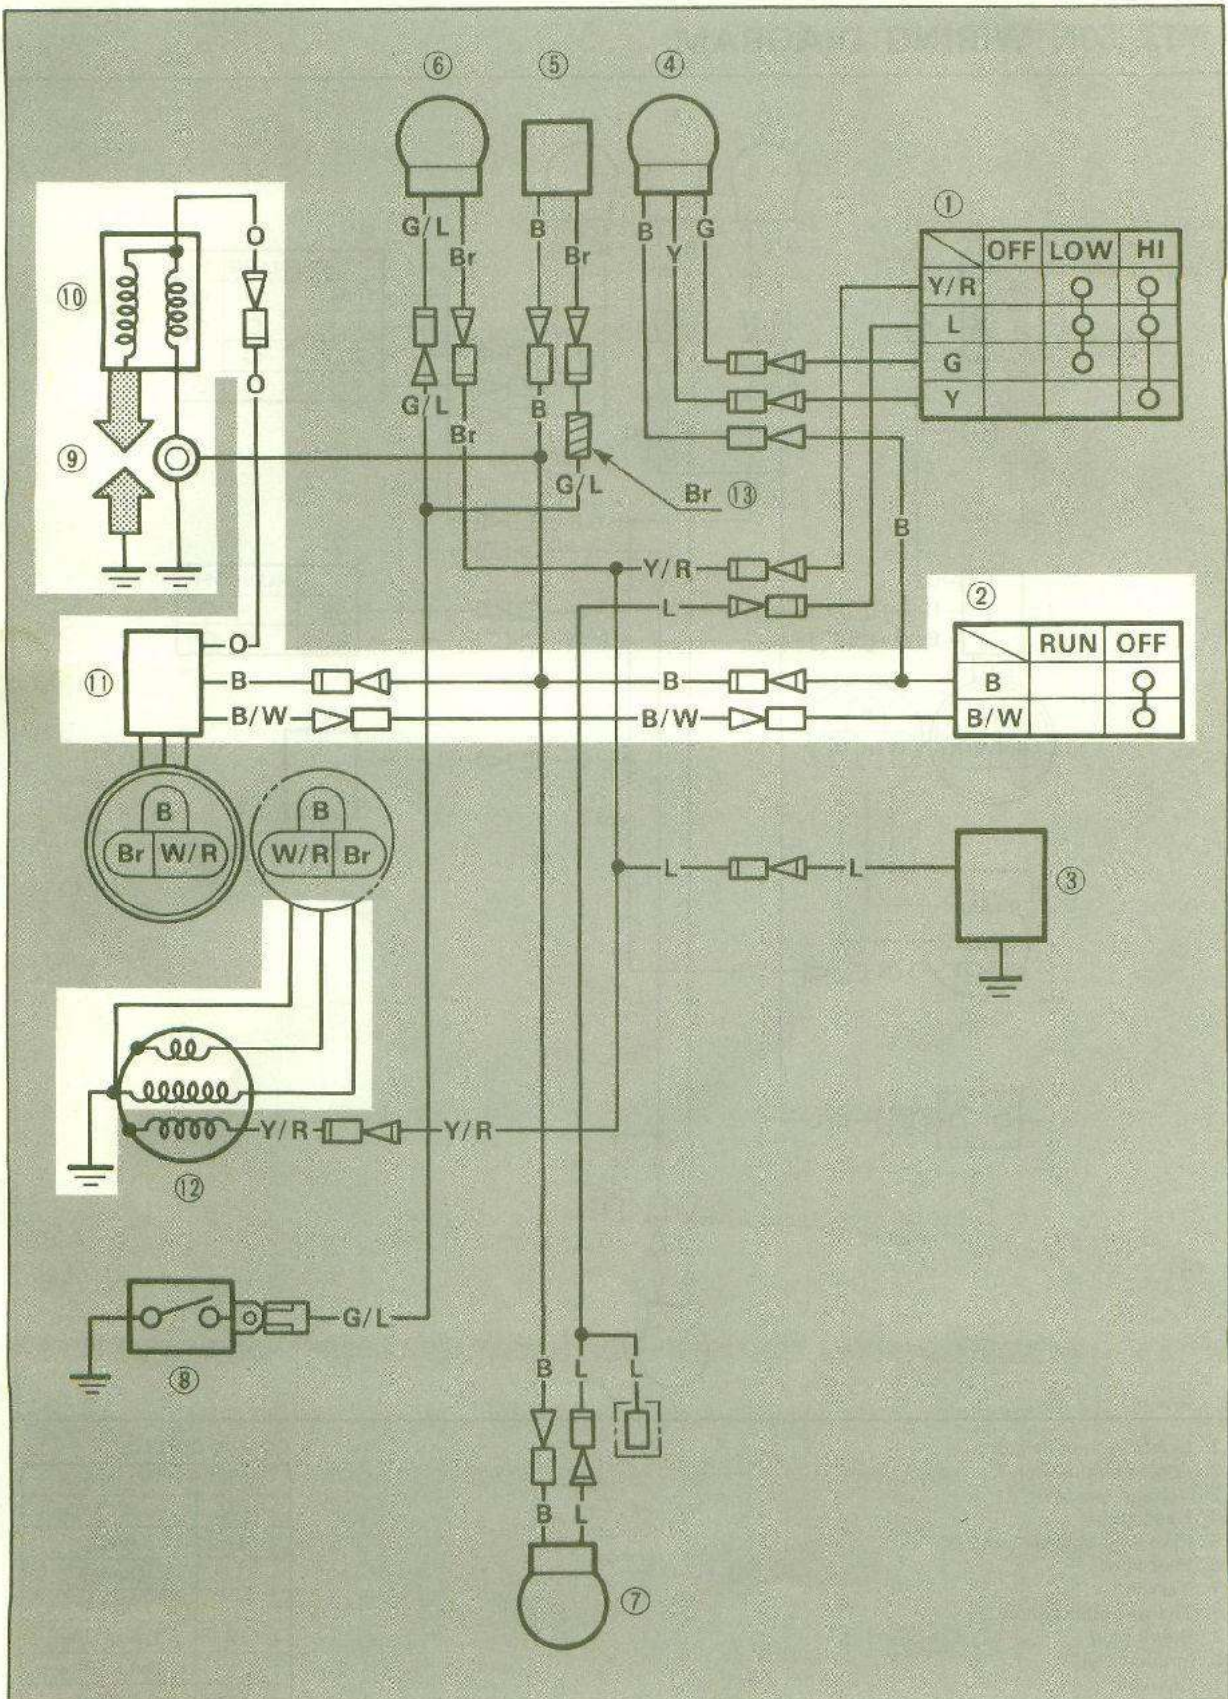 ⑥ ⑤ ④
①
OFF LOW HI
Y/R
L
G
Y
G/L Br B Br B Y G
O
⑩
O
G/L B
Br
⑨
G/L
Br ⑬
B
Y/R
L
②
RUN OFF
B
B/W
⑪
O
B B
B/W B/W
B B
Br W/R W/R Br
L L
③
Y/R Y/R
⑫
G/L
⑧
B L L
B L
⑦